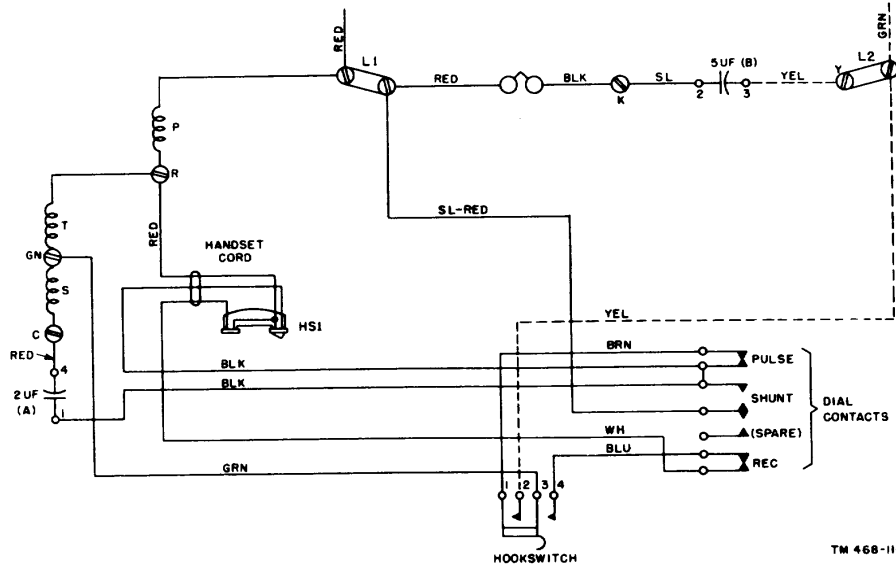 RED
L1
RED
BLK
K
SL
2
5UF (B)
3
YEL
Y
L2
GRN
P
R
T
GN
S
C
RED
4
2UF
(A)
1
RED
HANDSET
CORD
HS1
SL-RED
YEL
BRN
BLK
BLK
WH
BLU
GRN
PULSE
SHUNT
(SPARE)
REC
DIAL
CONTACTS
1
2
3
4
HOOKSWITCH
TM 468-11